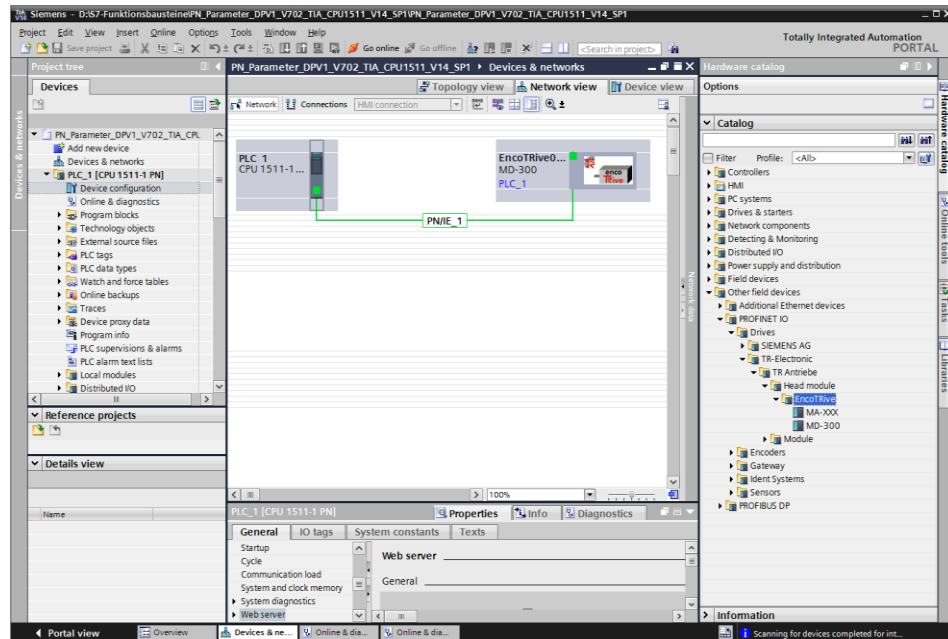 Siemens - D:\S7-Funktionsbausteine\PN_Parameter_DPV1_V702_TIA_CPU1511_V14_SP1\PN_Parameter_DPV1_V702_TIA_CPU1511_V14_SP1
Project Edit View Insert Online Options Tools Window Help
Totally Integrated Automation
PORTAL
Save project
Go online
Go offline
<Search in project>
Project tree
Devices
Devices & networks
PN_Parameter_DPV1_V702_TIA_CPL
Add new device
Devices & networks
PLC_1 [CPU 1511-1 PN]
Device configuration
Online & diagnostics
Program blocks
Technology objects
External source files
PLC tags
PLC data types
Watch and force tables
Online backups
Traces
Device proxy data
Program info
PLC supervisions & alarms
PLC alarm text lists
Local modules
Distributed I/O
Reference projects
Details view
Name
PN_Parameter_DPV1_V702_TIA_CPU1511_V14_SP1 Devices & networks
Topology view Network view Device view
Network Connections HMI connection
PLC_1
CPU 1511-1...
EncoTRive0...
MD-300
PLC_1
enco
TRive
PN/IE_1
Network data
100%
PLC_1 [CPU 1511-1 PN]
Properties Info Diagnostics
General IO tags System constants Texts
Startup
Cycle
Communication load
System and clock memory
System diagnostics
Web server
Web server
General
Hardware catalog
Options
Catalog
Filter Profile: <All>
Controllers
HMI
PC systems
Drives & starters
Network components
Detecting & Monitoring
Distributed I/O
Power supply and distribution
Field devices
Other field devices
Additional Ethernet devices
PROFINET IO
Drives
SIEMENS AG
TR-Electronic
TR Antriebe
Head module
EncoTRive
MA-XXX
MD-300
Module
Encoders
Gateway
Ident Systems
Sensors
PROFIBUS DP
Information
Hardware catalog
Online tools
Tasks
Libraries
Portal view
Overview
Devices & ne...
Online & dia...
Online & dia...
Scanning for devices completed for int...